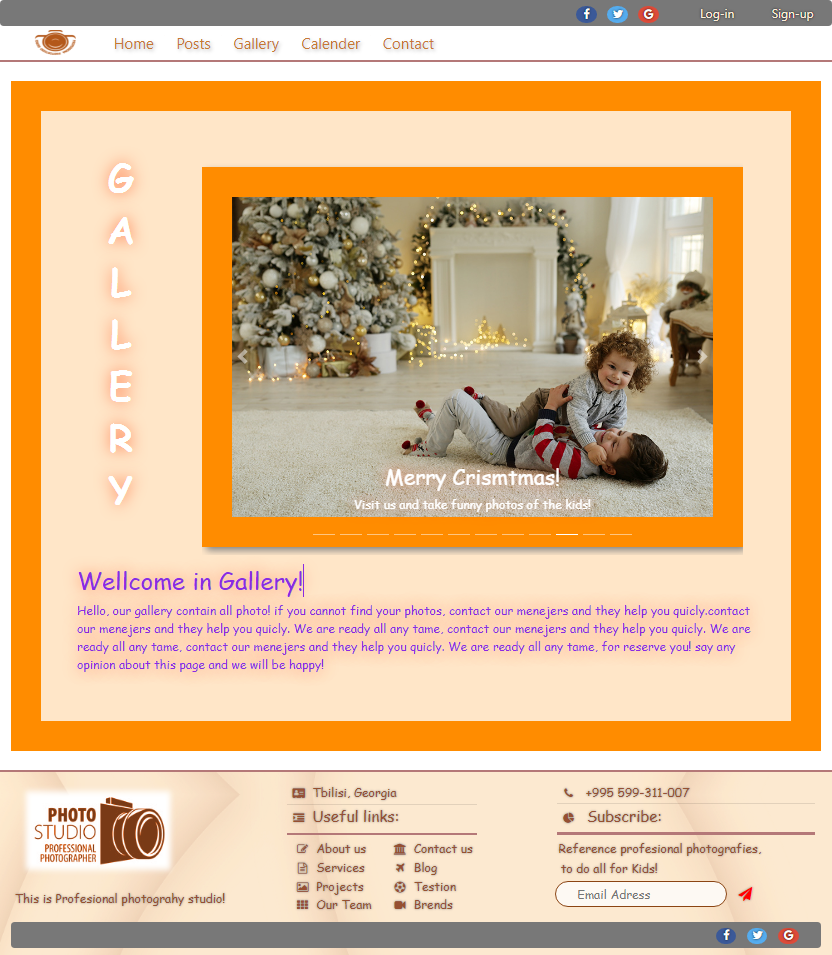 Log-in Sign-up
Home Posts Gallery Calender Contact
G
A
L
L
E
R
Y
Merry Crismtmas!
Visit us and take funny photos of the kids!
Wellcome in Gallery!
Hello, our gallery contain all photo! if you cannot find your photos, contact our menejers and they help you quicly.contact
our menejers and they help you quicly. We are ready all any tame, contact our menejers and they help you quicly. We are
ready all any tame, contact our menejers and they help you quicly. We are ready all any tame, for reserve you! say any
opinion about this page and we will be happy!
PHOTO
STUDIO
PROFESSIONAL
PHOTOGRAPHER
This is Profesional photograhy studio!
Tbilisi, Georgia
Useful links:
About us Contact us
Services Blog
Projects Testion
Our Team Brends
+995 599-311-007
Subscribe:
Reference profesional photografies,
to do all for Kids!
Email Adress